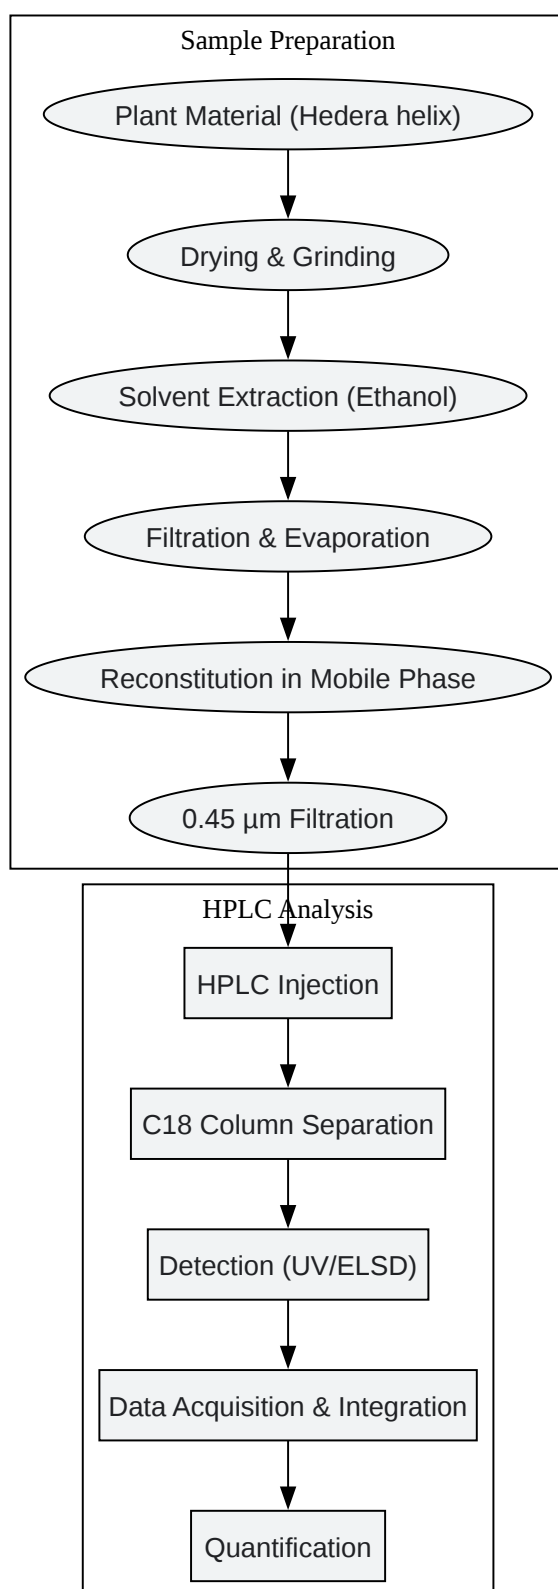 Sample Preparation
Plant Material (Hedera helix)
Drying & Grinding
Solvent Extraction (Ethanol)
Filtration & Evaporation
Reconstitution in Mobile Phase
0.45 µm Filtration
HPLC Analysis
HPLC Injection
C18 Column Separation
Detection (UV/ELSD)
Data Acquisition & Integration
Quantification